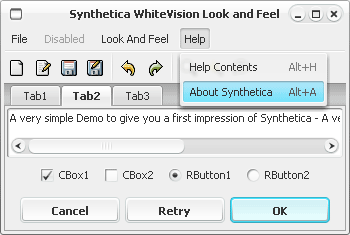 Synthetica WhiteVision Look and Feel
File Disabled Look And Feel Help
Help Contents Alt+H
About Synthetica Alt+A
Tab1 Tab2 Tab3
A very simple Demo to give you a first impression of Synthetica - A ve
CBox1 CBox2 RButton1 RButton2
Cancel Retry OK